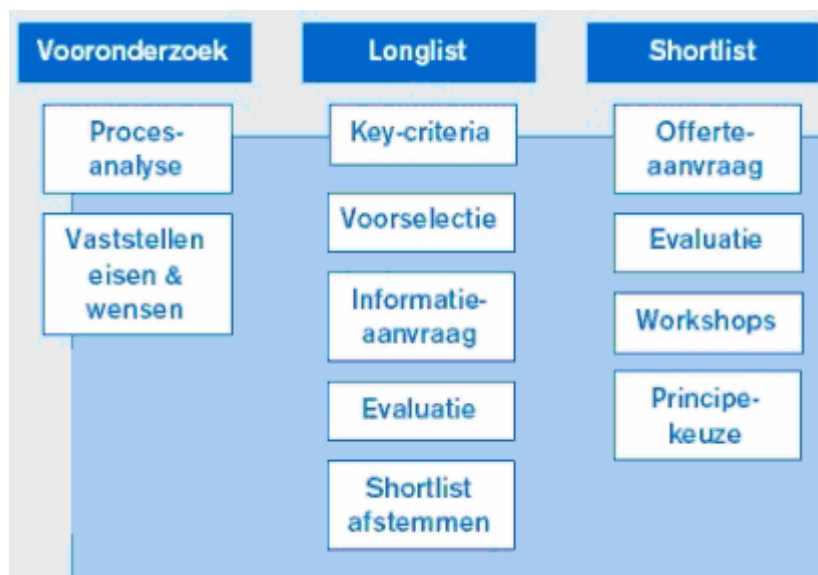 Vooronderzoek
Proces-
analyse
Vaststellen
eisen &
wensen
Longlist
Key-criteria
Voorselectie
Informatie-
aanvraag
Evaluatie
Shortlist
afstemmen
Shortlist
Offerte-
aanvraag
Evaluatie
Workshops
Principe-
keuze